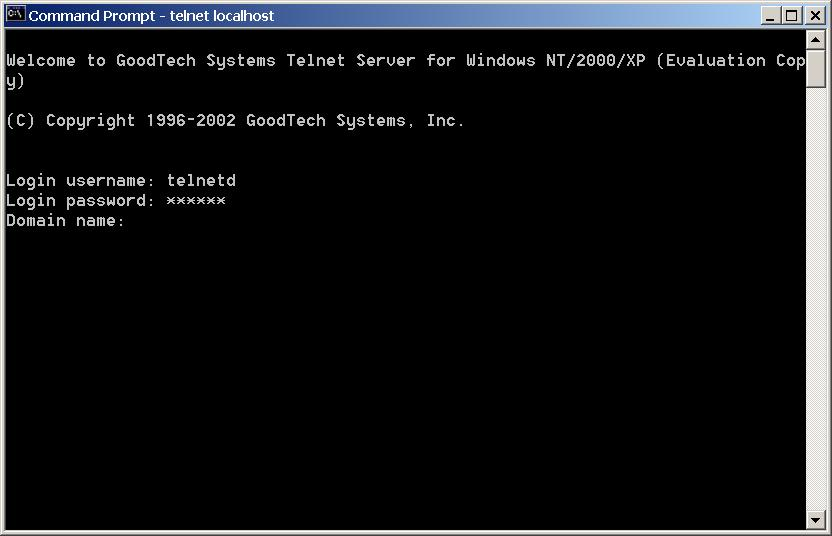 Command Prompt - telnet localhost
Welcome to GoodTech Systems Telnet Server for Windows NT/2000/XP (Evaluation Cop
y)
(C) Copyright 1996-2002 GoodTech Systems, Inc.
Login username: telnetd
Login password: ******
Domain name: